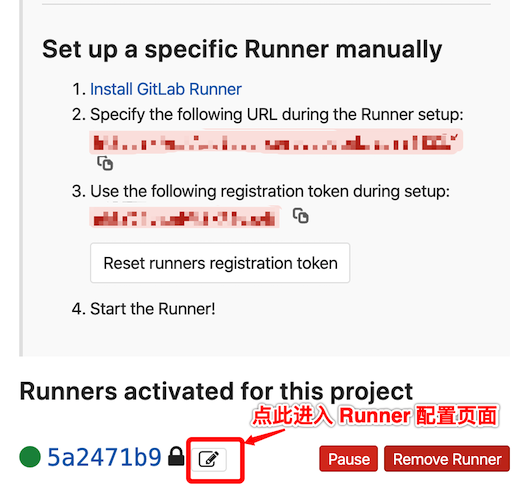 Set up a specific Runner manually
1. Install GitLab Runner
2. Specify the following URL during the Runner setup:
3. Use the following registration token during setup:
Reset runners registration token
4. Start the Runner!
Runners activated for this project
点此进入 Runner 配置页面
5a2471b9
Pause
Remove Runner